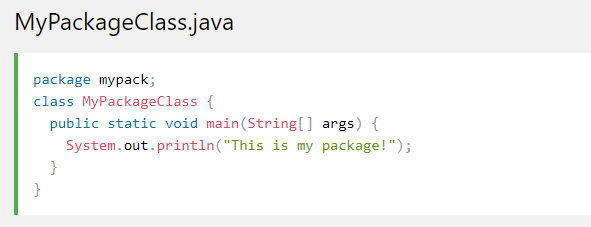 MyPackageClass.java
package mypack;
class MyPackageClass {
  public static void main(String[] args) {
    System.out.println("This is my package!");
  }
}